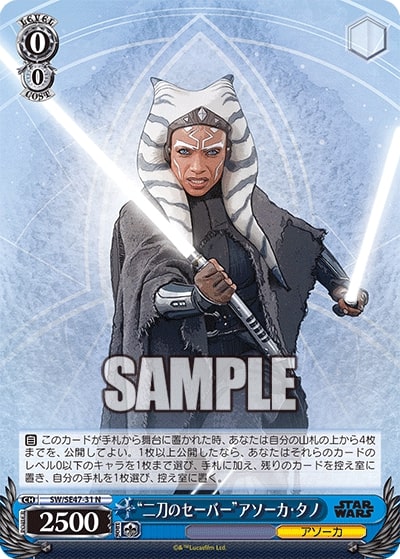 LEVEL
0
0
COST
SAMPLE
自 このカードが手札から舞台に置かれた時、あなたは自分の山札の上から4枚
までを、公開してよい。1枚以上公開したなら、あなたはそれらのカードの
レベル0以下のキャラを1枚まで選び、手札に加え、残りのカードを控え室に
置き、自分の手札を1枚選び、控え室に置く。
CH SW/SE47-31 N
POWER
2500
"二刀のセーバー"アソーカ・タノ
STAR
WARS
アソーカ
©&™Lucasfilm Ltd.